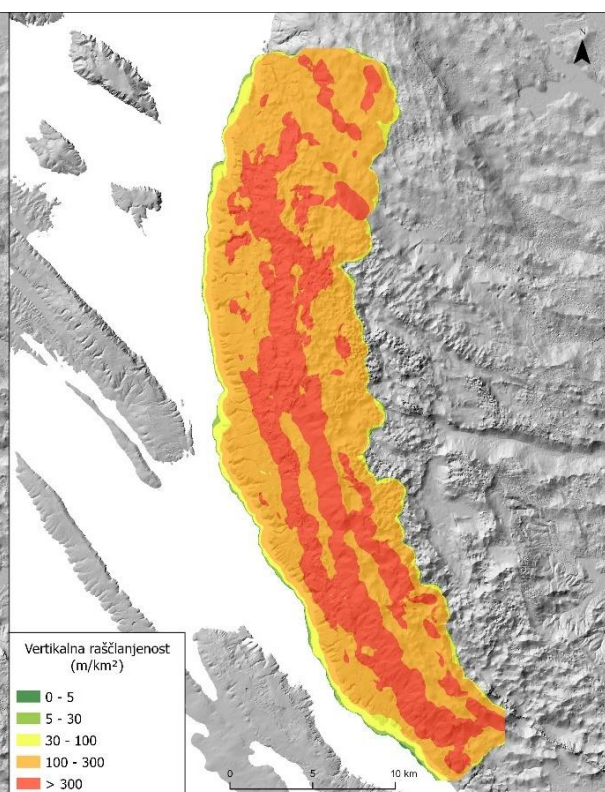 N
Vertikalna raščlanjenost
(m/km²)
0 - 5
5 - 30
30 - 100
100 - 300
> 300
0 5 10 km